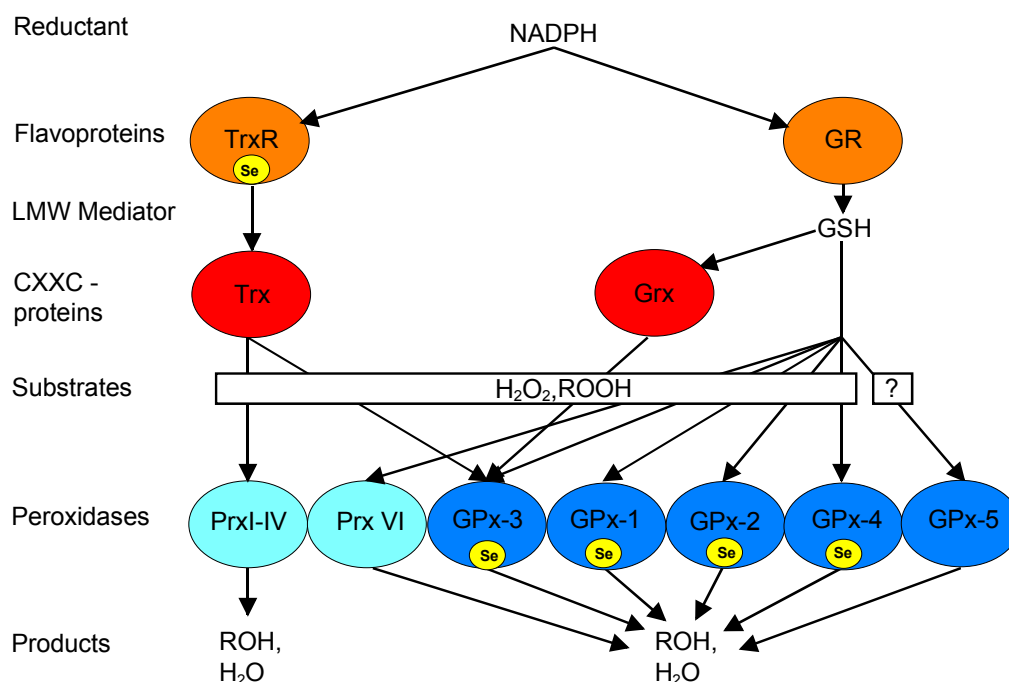 Reductant
NADPH
Flavoproteins
TrxR
Se
GR
LMW Mediator
GSH
CXXC -
proteins
Trx
Grx
Substrates
H₂O₂,ROOH
?
Peroxidases
PrxI-IV
Prx VI
GPx-3
Se
GPx-1
Se
GPx-2
Se
GPx-4
Se
GPx-5
Products
ROH,
H₂O
ROH,
H₂O